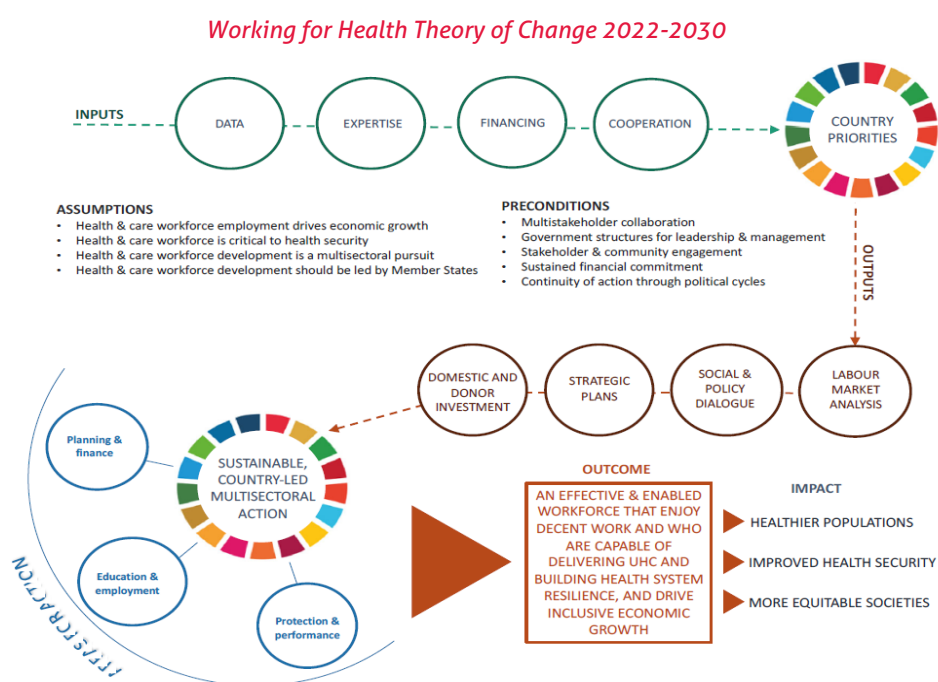 Working for Health Theory of Change 2022-2030
INPUTS
DATA
EXPERTISE
FINANCING
COOPERATION
COUNTRY
PRIORITIES
ASSUMPTIONS
• Health & care workforce employment drives economic growth
• Health & care workforce is critical to health security
• Health & care workforce development is a multisectoral pursuit
• Health & care workforce development should be led by Member States
PRECONDITIONS
• Multistakeholder collaboration
• Government structures for leadership & management
• Stakeholder & community engagement
• Sustained financial commitment
• Continuity of action through political cycles
OUTPUTS
LABOUR
MARKET
ANALYSIS
SOCIAL &
POLICY
DIALOGUE
STRATEGIC
PLANS
DOMESTIC AND
DONOR
INVESTMENT
SUSTAINABLE,
COUNTRY-LED
MULTISECTORAL
ACTION
Planning &
finance
Education &
employment
Protection &
performance
AREAS FOR ACTION
OUTCOME
AN EFFECTIVE & ENABLED
WORKFORCE THAT ENJOY
DECENT WORK AND WHO
ARE CAPABLE OF
DELIVERING UHC AND
BUILDING HEALTH SYSTEM
RESILIENCE, AND DRIVE
INCLUSIVE ECONOMIC
GROWTH
IMPACT
HEALTHIER POPULATIONS
IMPROVED HEALTH SECURITY
MORE EQUITABLE SOCIETIES